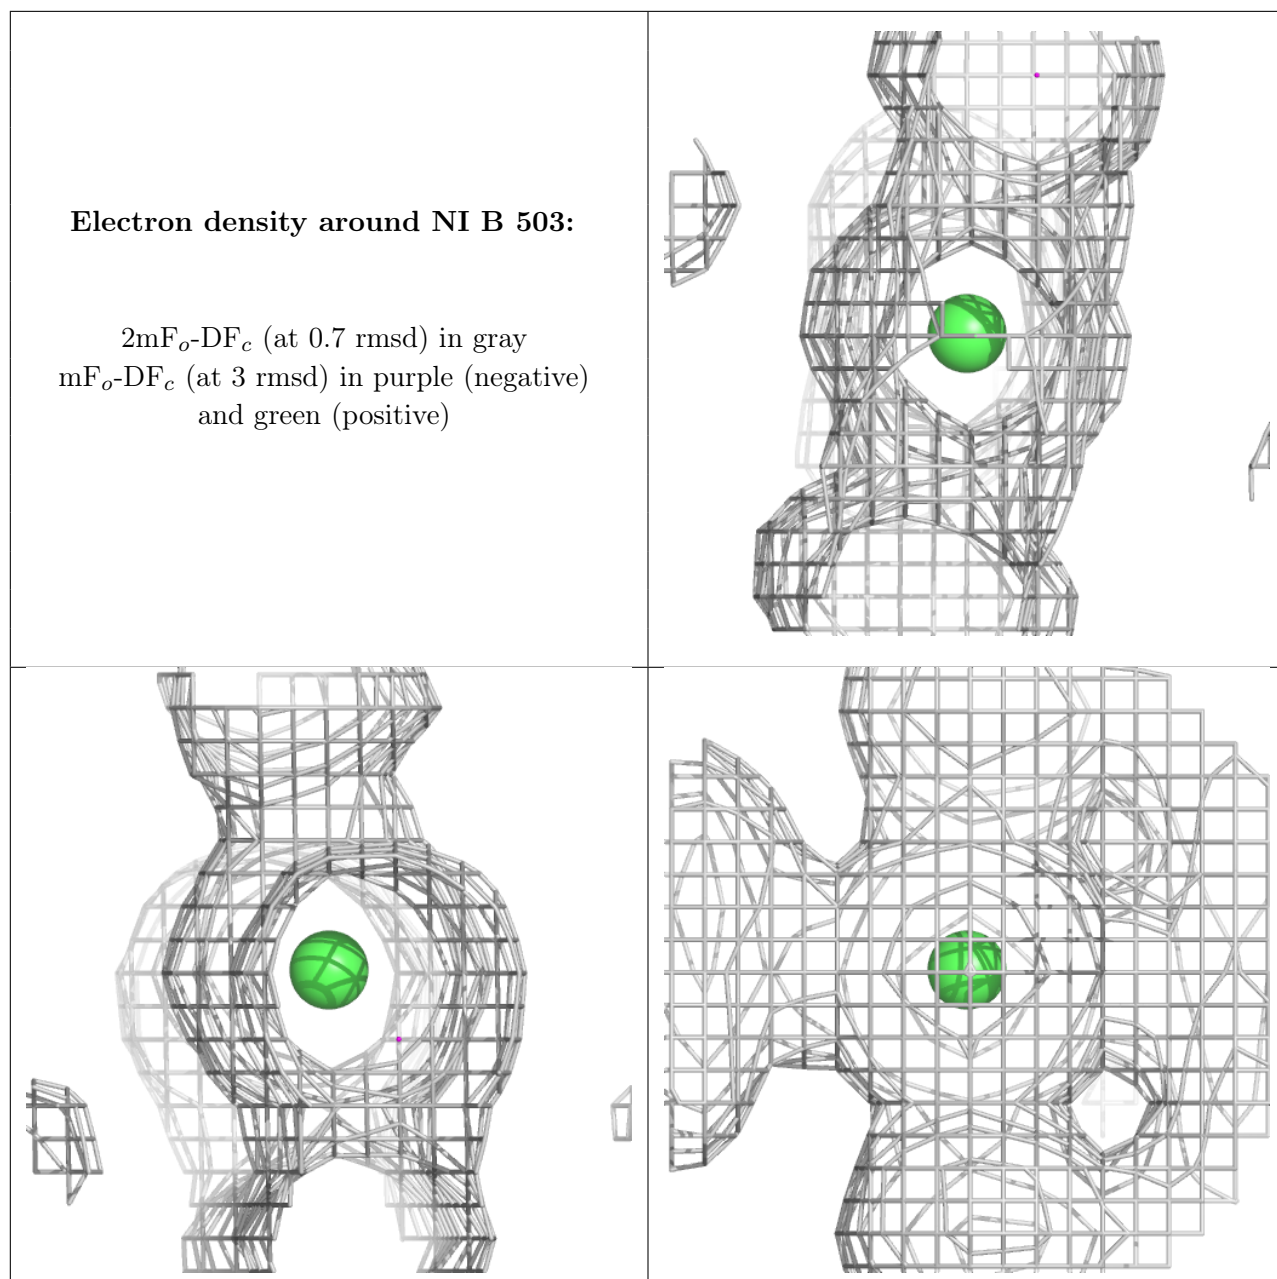 Electron density around NI B 503:
2mFo-DFc (at 0.7 rmsd) in gray
mFo-DFc (at 3 rmsd) in purple (negative)
and green (positive)